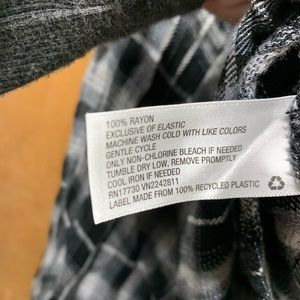 100% RAYON
EXCLUSIVE OF ELASTIC
MACHINE WASH COLD WITH LIKE COLORS
GENTLE CYCLE
ONLY NON-CHLORINE BLEACH IF NEEDED
TUMBLE DRY LOW, REMOVE PROMPTLY
COOL IRON IF NEEDED
RN17730 VN2242811
LABEL MADE FROM 100% RECYCLED PLASTIC